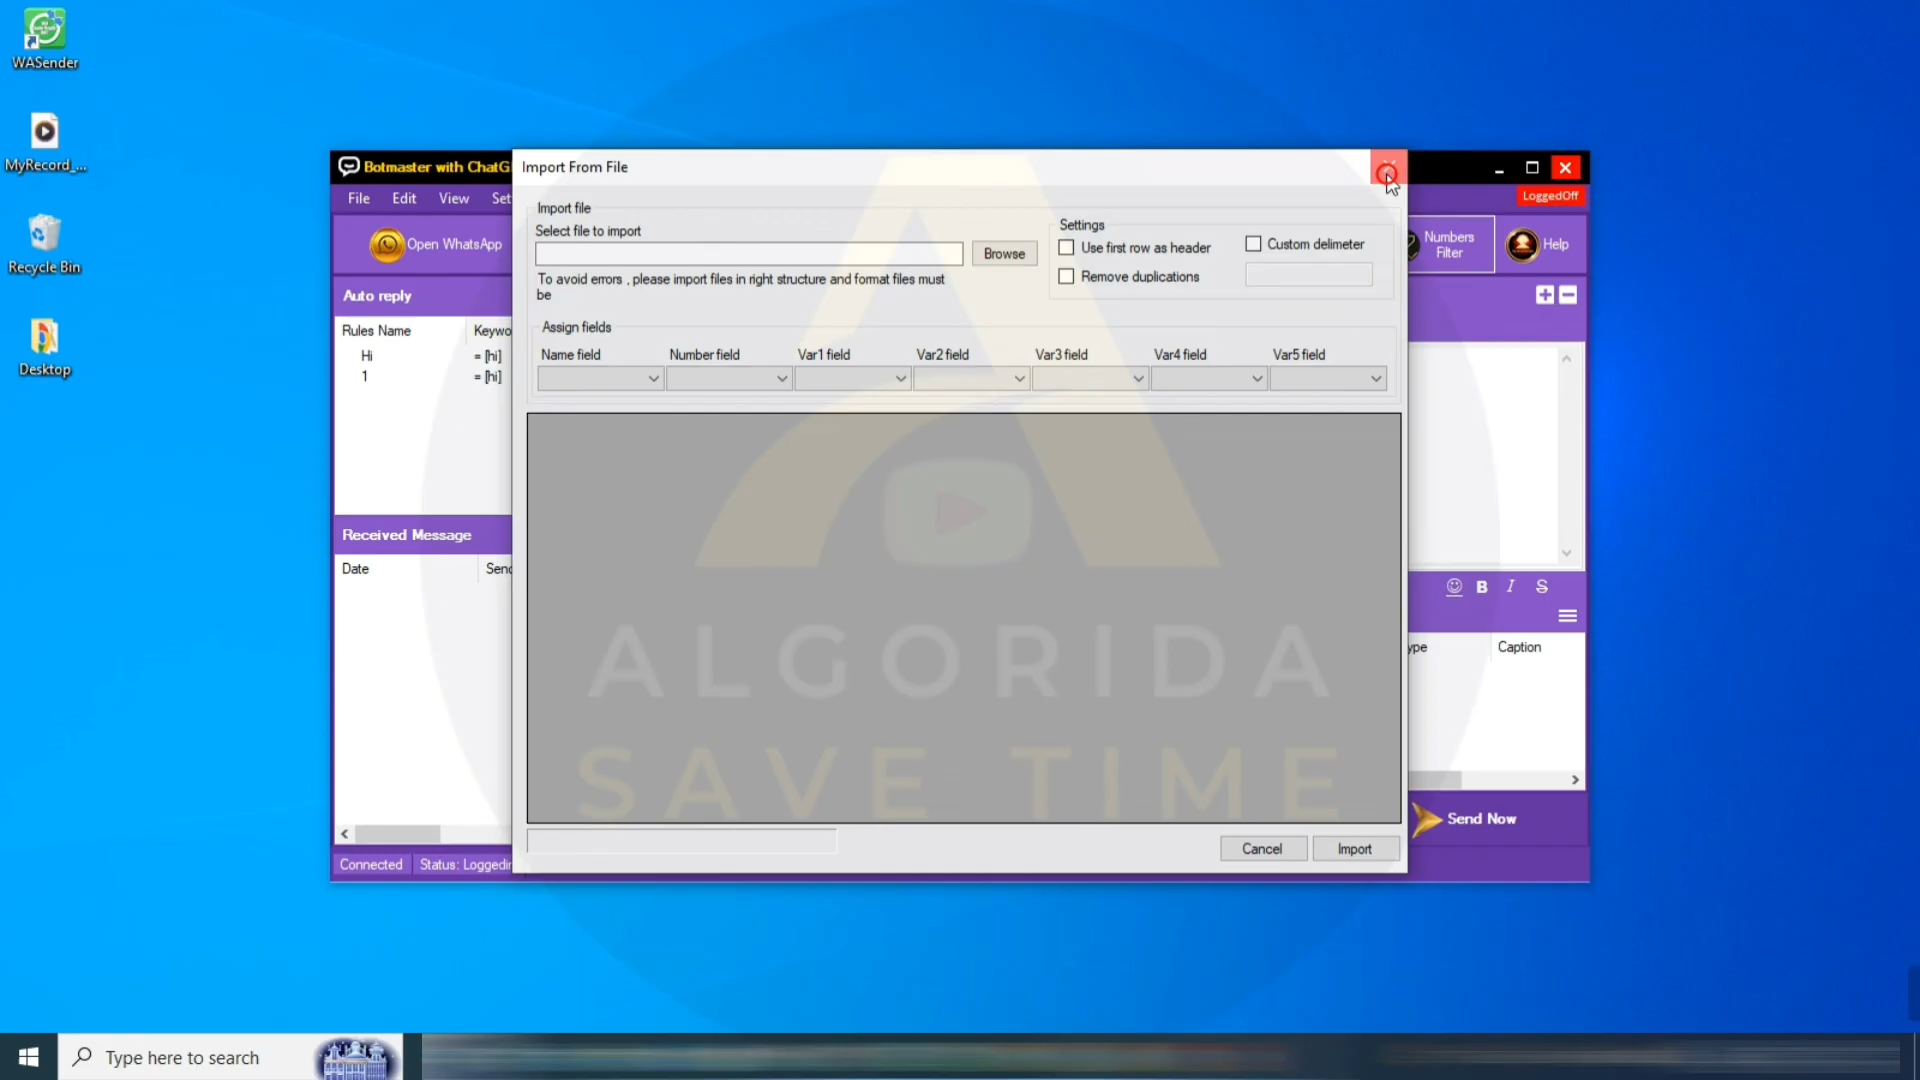 WASender
MyRecord_...
Recycle Bin
Desktop
Botmaster with ChatG
Import From File
File Edit View Set
LoggedOff
Open WhatsApp
Numbers
Filter
Help
Import file
Select file to import
Browse
To avoid errors , please import files in right structure and format files must
be
Settings
Use first row as header
Custom delimeter
Remove duplications
Assign fields
Name field Number field Var1 field Var2 field Var3 field Var4 field Var5 field
Auto reply
Rules Name Keywo
Hi = [hi]
1 = [hi]
Received Message
Date Senc
ALGORIDA
SAVE TIME
B I S
ype Caption
Cancel Import
Send Now
Connected Status: Loggedin
Type here to search